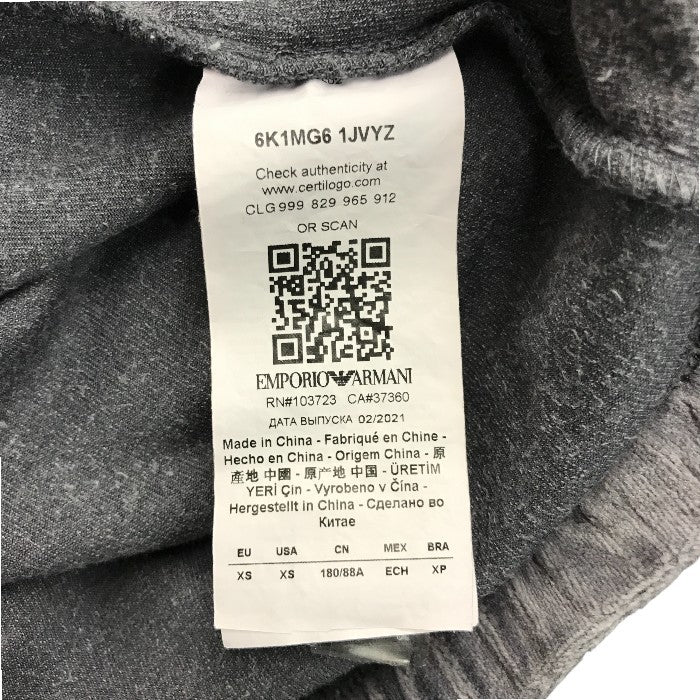 6K1MG6 1JVYZ
Check authenticity at
www.certilogo.com
CLG 999 829 965 912
OR SCAN
EMPORIO ARMANI
RN#103723 CA#37360
ДАТА ВЫПУСКА 02/2021
Made in China - Fabriqué en Chine -
Hecho en China - Origem China - 原
產地 中國 - 原产地 中国 - ÜRETİM
YERİ Çin - Vyrobeno v Čína -
Hergestellt in China - Сделано во
Китае
EU USA CN MEX BRA
XS XS 180/88A ECH XP